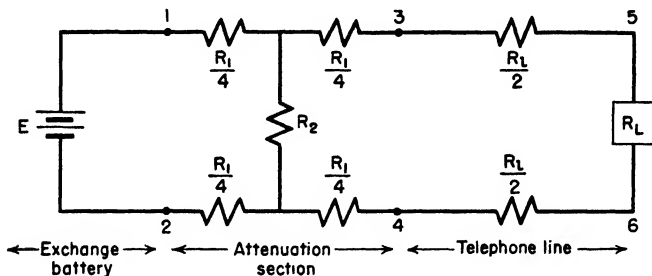 1 3 5
R₁/4 R₁/4 Rₗ/2
E R₂ R_L
R₁/4 R₁/4 Rₗ/2
2 4 6
Exchange battery
Attenuation section
Telephone line